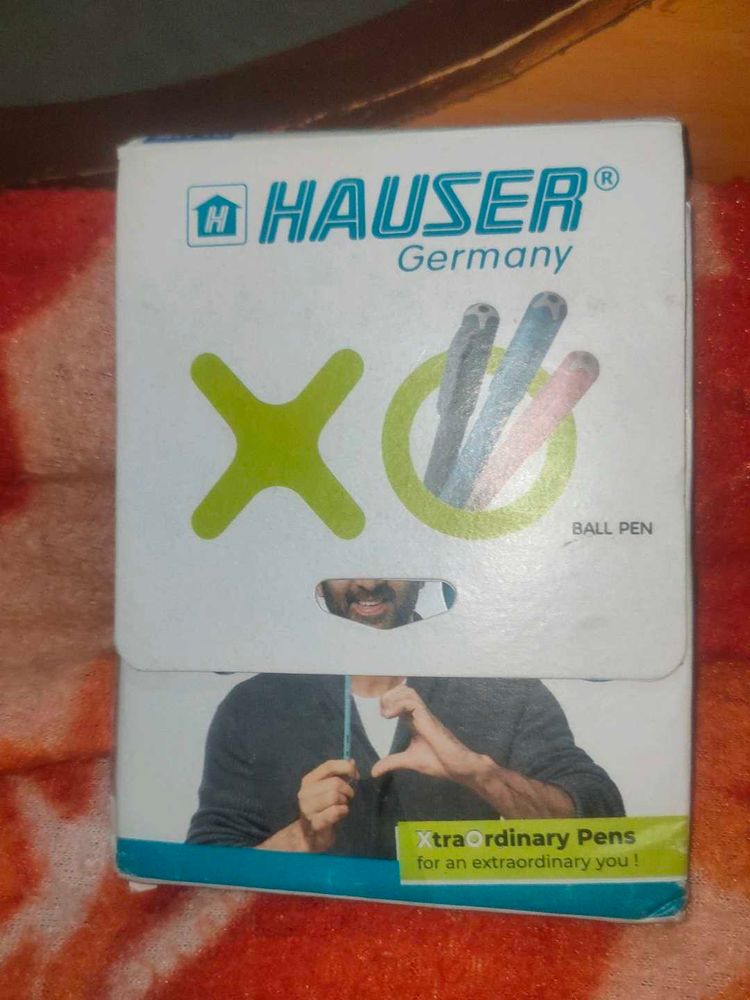 HAUSER®
Germany
XO
BALL PEN
XtraOrdinary Pens
for an extraordinary you !